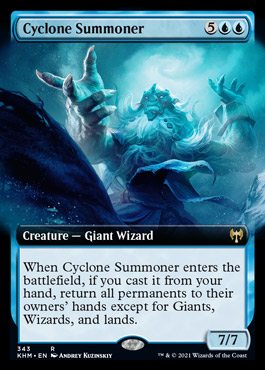 Cyclone Summoner 5
Creature — Giant Wizard
When Cyclone Summoner enters the
battlefield, if you cast it from your
hand, return all permanents to their
owners' hands except for Giants,
Wizards, and lands.
7/7
343 R
KHM • EN Andrey Kuzinskiy ™ & © 2021 Wizards of the Coast